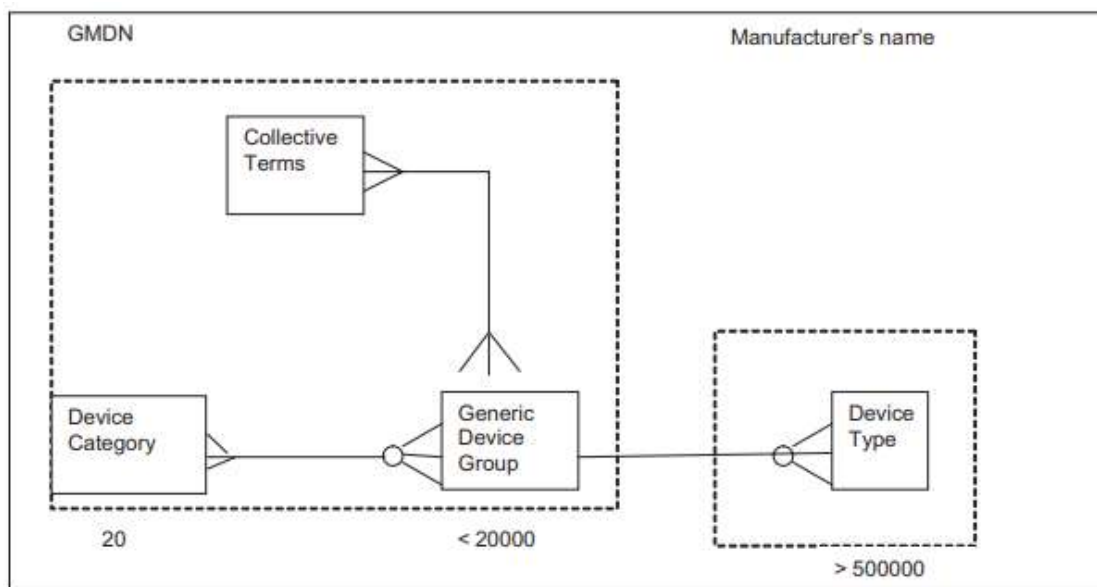 GMDN
Manufacturer's name
Collective
Terms
Device
Category
Generic
Device
Group
Device
Type
20
< 20000
> 500000